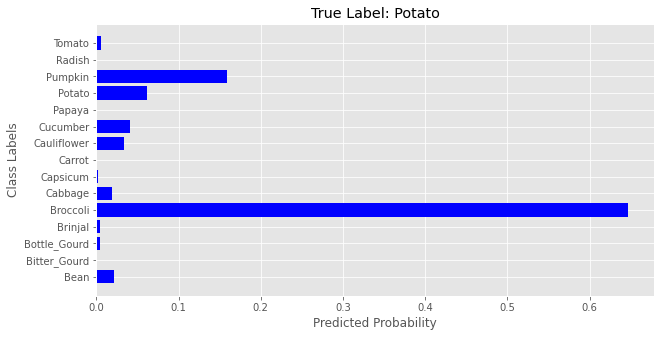 True Label: Potato
Tomato
Radish
Pumpkin
Potato
Papaya
Cucumber
Cauliflower
Carrot
Capsicum
Cabbage
Broccoli
Brinjal
Bottle_Gourd
Bitter_Gourd
Bean
Class Labels
0.0 0.1 0.2 0.3 0.4 0.5 0.6
Predicted Probability